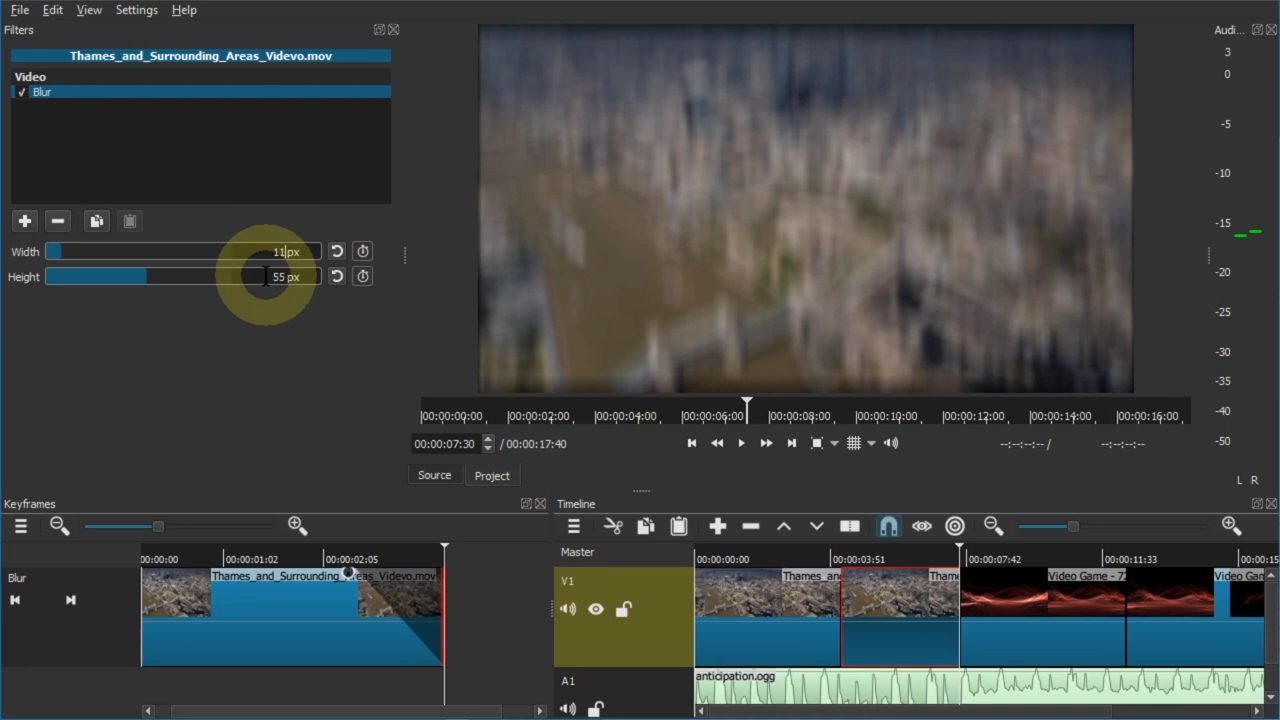 File Edit View Settings Help
Filters
Audi...
Thames_and_Surrounding_Areas_Videvo.mov
Video
✓ Blur
Width 11 px
Height 55 px
3
0
-5
-10
-15
-20
-25
-30
-35
-40
-50
L R
00:00:00:00 00:00:02:00 00:00:04:00 00:00:06:00 00:00:08:00 00:00:10:00 00:00:12:00 00:00:14:00 00:00:16:00
00:00:07:30 / 00:00:17:40 --:--:--:-- / --:--:--:--
Source Project
Keyframes
00:00:00 00:00:01:02 00:00:02:05
Blur
Thames_and_Surrounding_Areas_Videvo.mov
Timeline
Master
00:00:00:00 00:00:03:51 00:00:07:42 00:00:11:33 00:00:15
V1
Thames_and Thame Video Game - 7 Video Gan
A1
anticipation.ogg